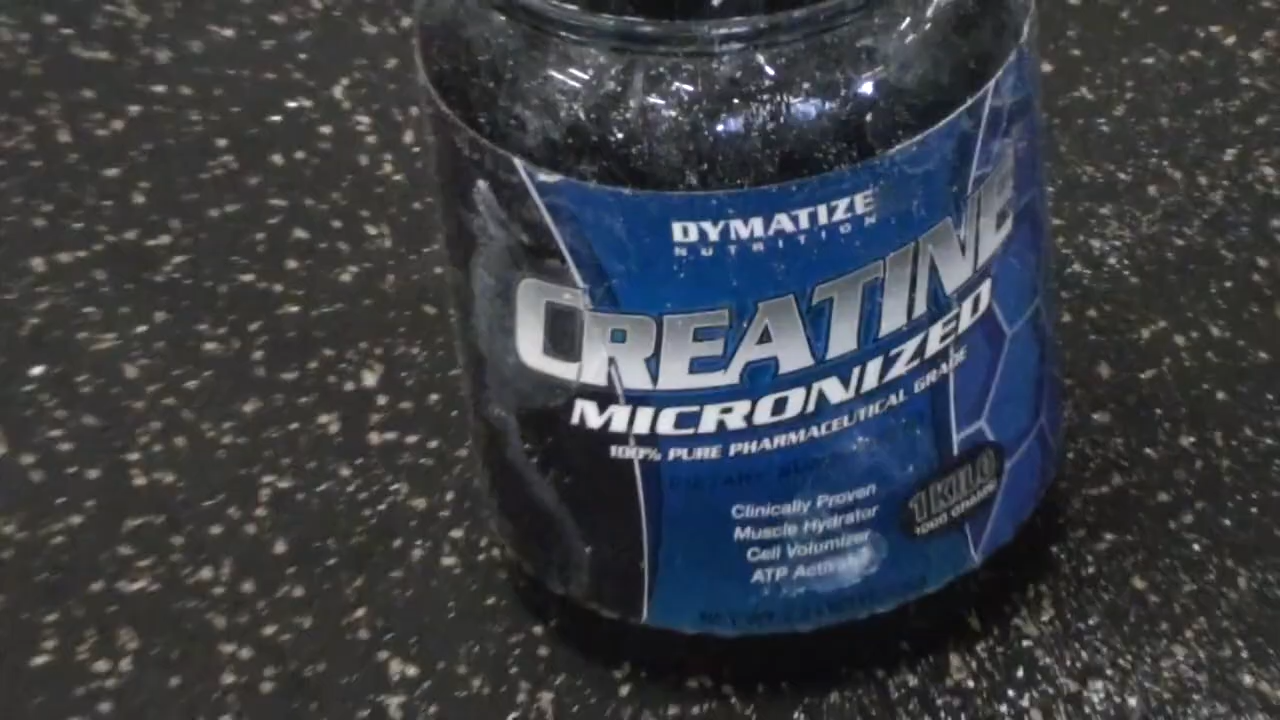 DYMATIZE
NUTRITION
CREATINE
MICRONIZED
100% PURE PHARMACEUTICAL GRADE
DIETARY
Clinically Proven
Muscle Hydrator
Cell Volumizer
ATP
1 KILO
1000 GRAMS